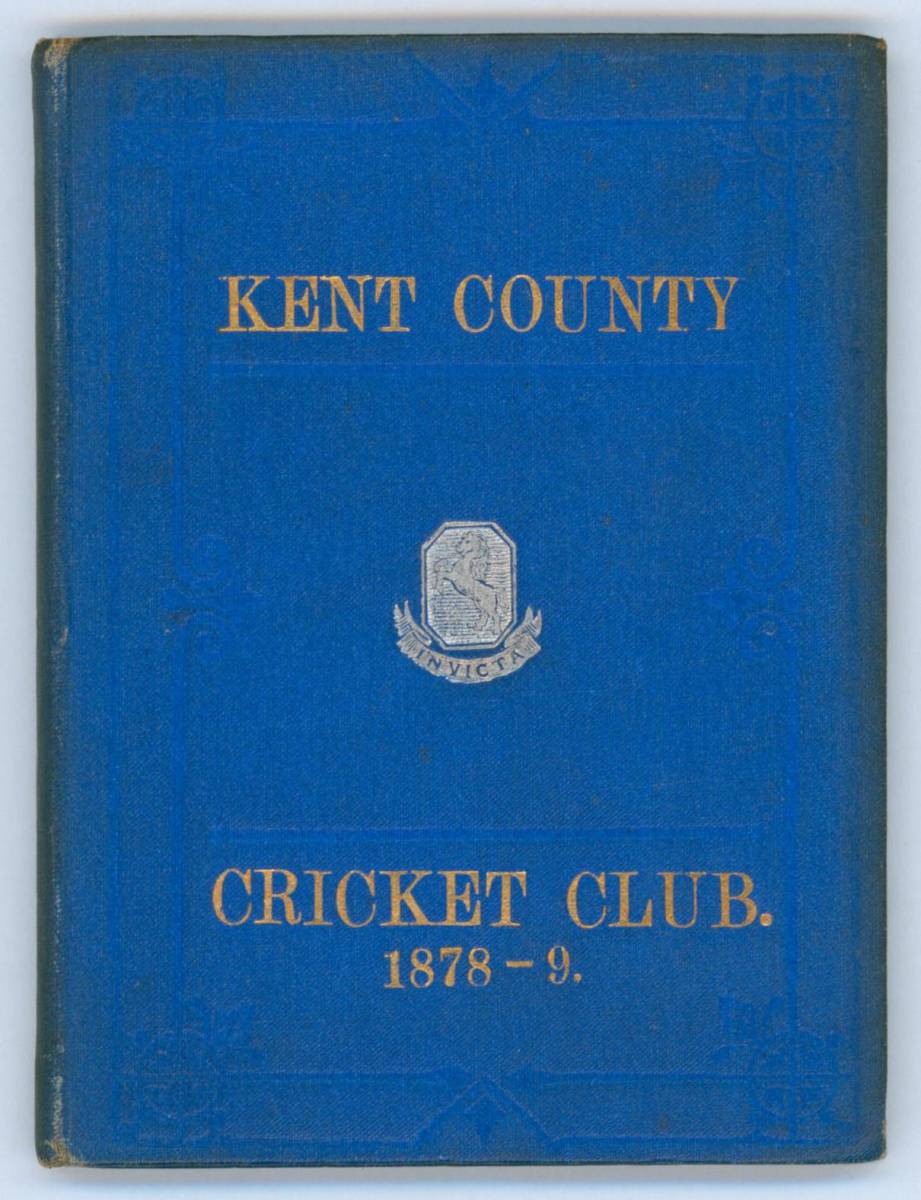 KENT COUNTY
INVICTA
CRICKET CLUB.
1878-9.